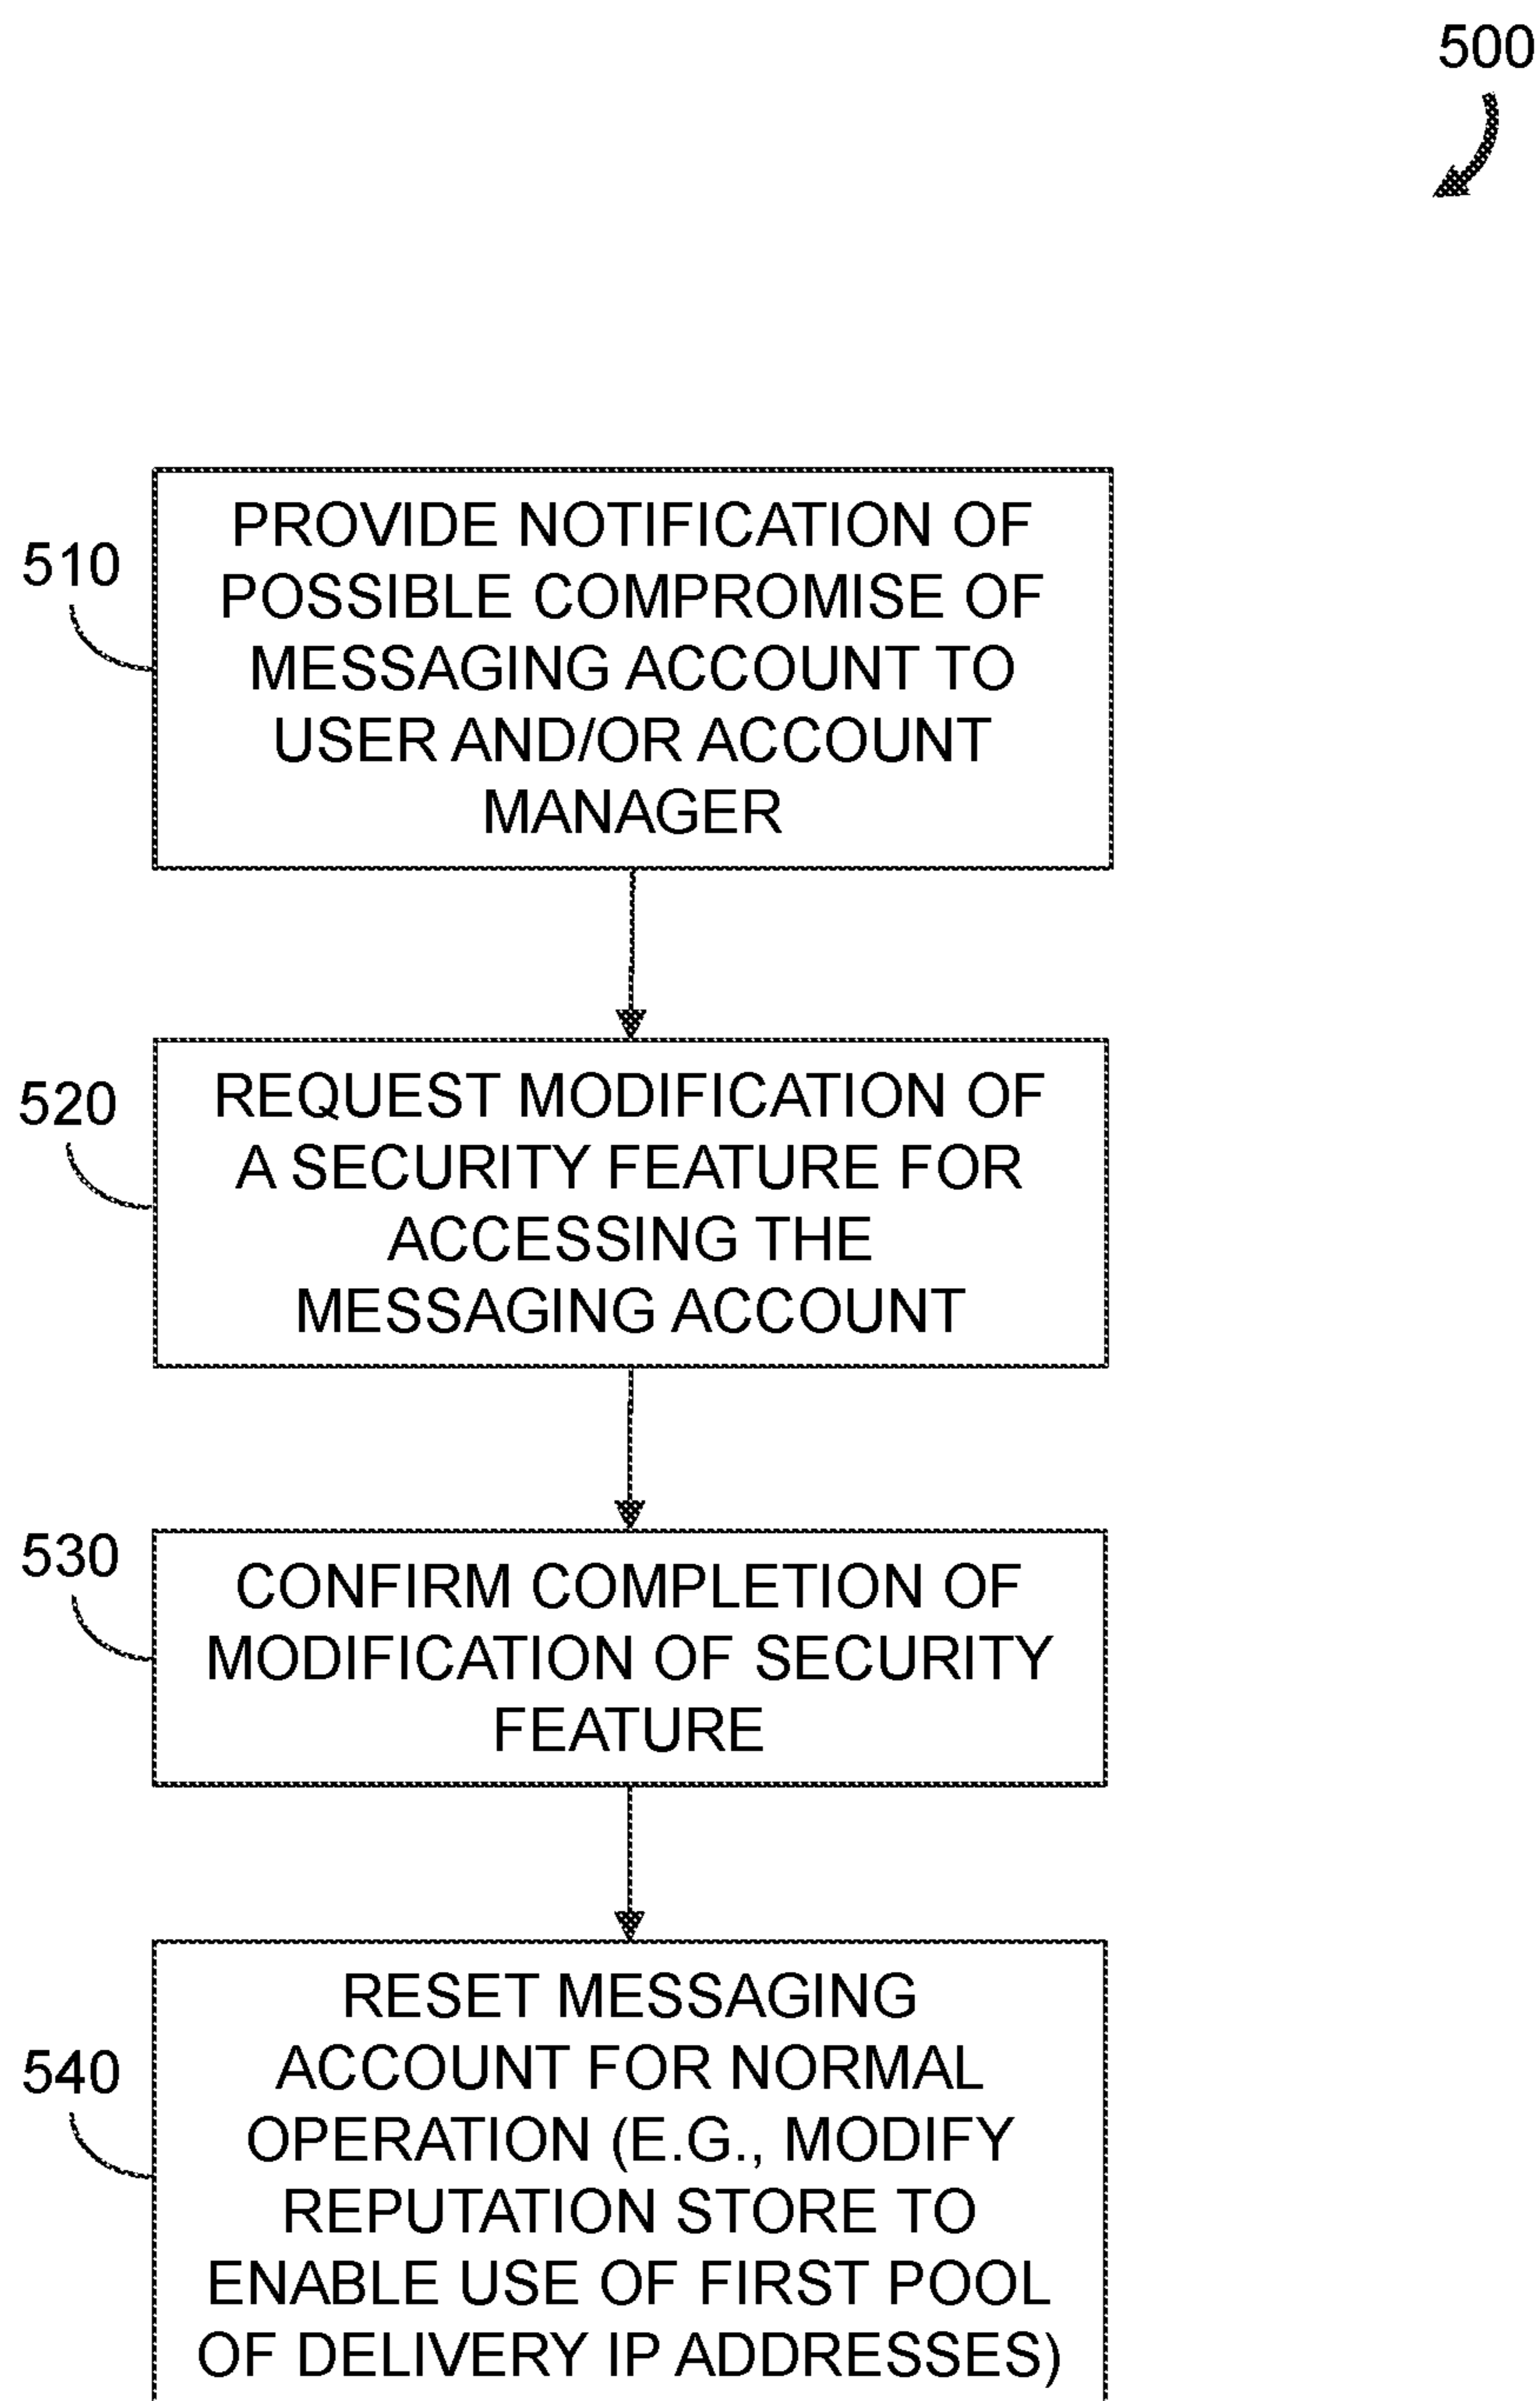 500
510
PROVIDE NOTIFICATION OF
POSSIBLE COMPROMISE OF
MESSAGING ACCOUNT TO
USER AND/OR ACCOUNT
MANAGER
520
REQUEST MODIFICATION OF
A SECURITY FEATURE FOR
ACCESSING THE
MESSAGING ACCOUNT
530
CONFIRM COMPLETION OF
MODIFICATION OF SECURITY
FEATURE
540
RESET MESSAGING
ACCOUNT FOR NORMAL
OPERATION (E.G., MODIFY
REPUTATION STORE TO
ENABLE USE OF FIRST POOL
OF DELIVERY IP ADDRESSES)